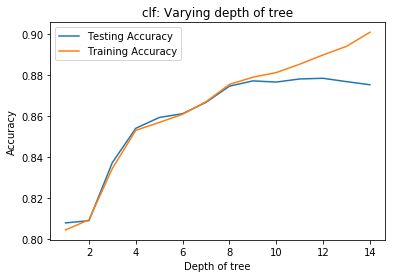 clf: Varying depth of tree
Testing Accuracy
Training Accuracy
0.90
0.88
0.86
0.84
0.82
0.80
Accuracy
2 4 6 8 10 12 14
Depth of tree